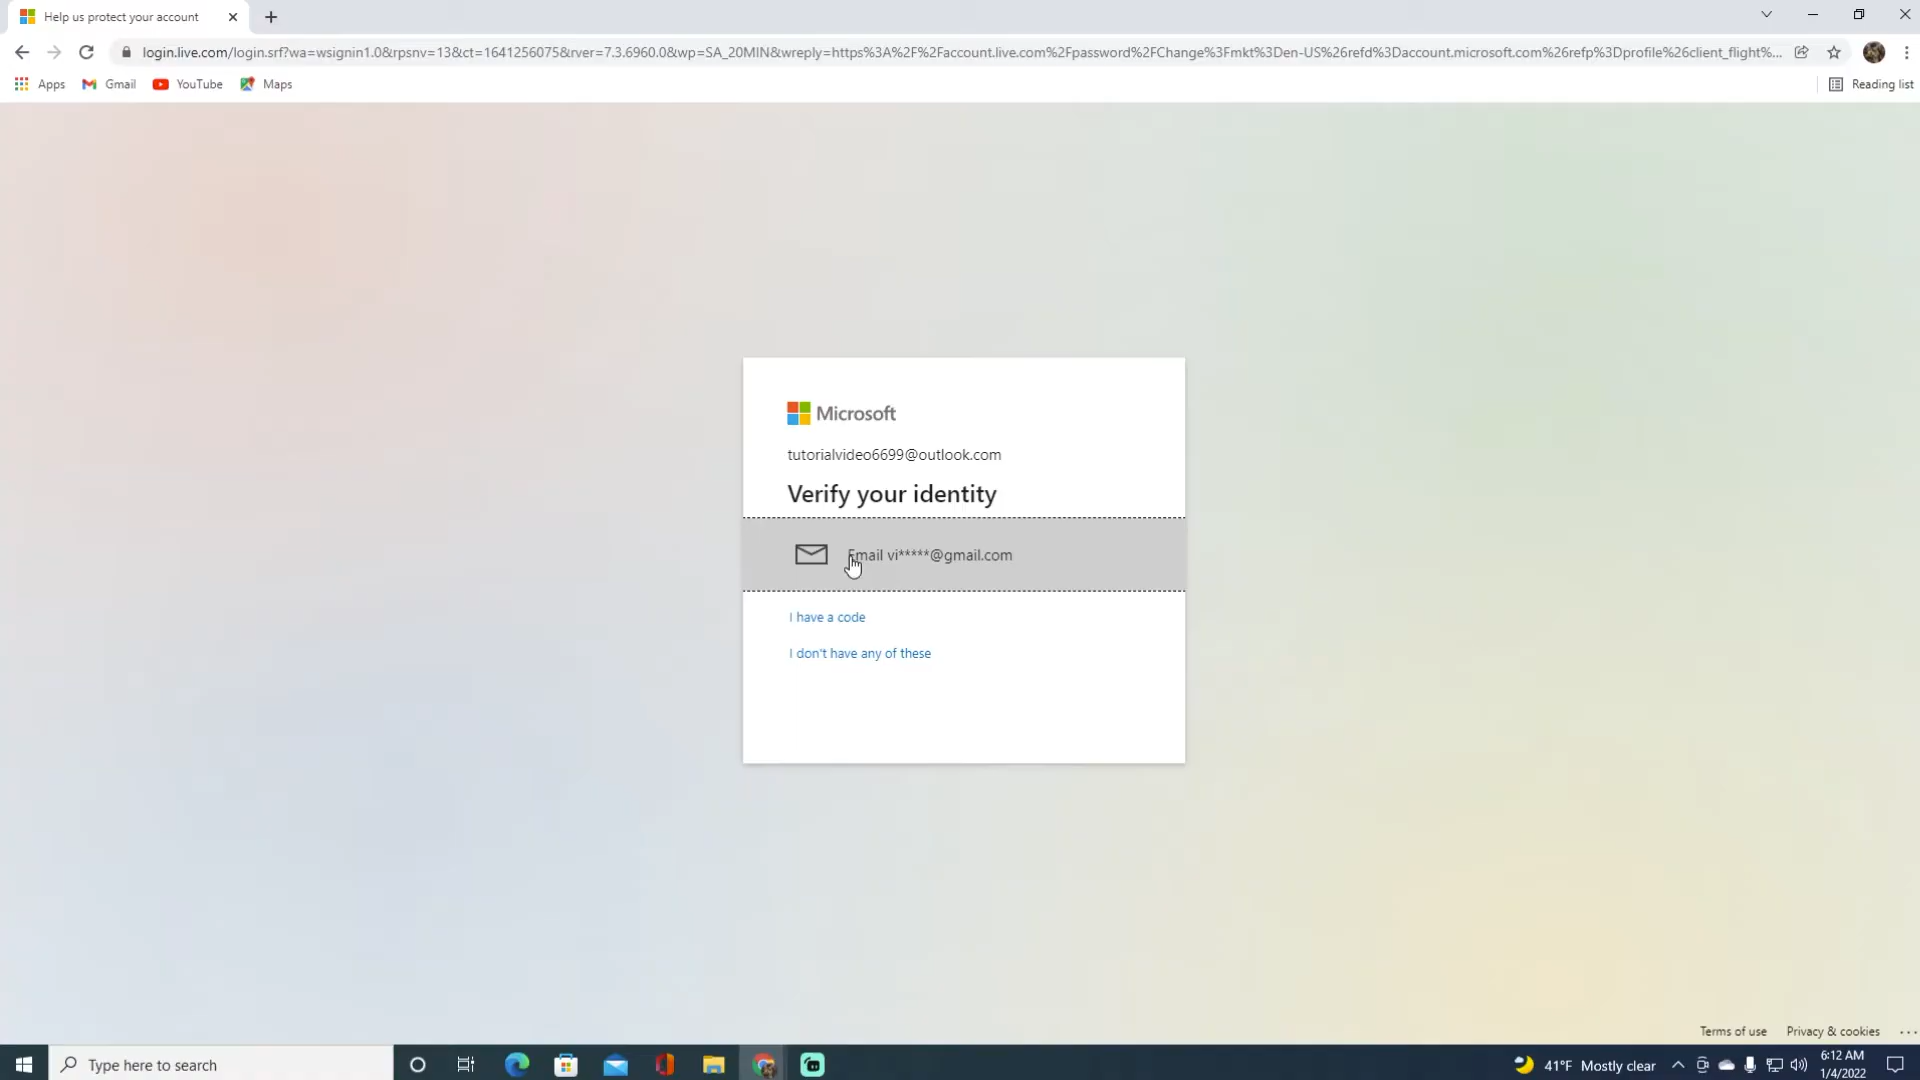 Help us protect your account
login.live.com/login.srf?wa=wsignin1.0&rpsnv=13&ct=1641256075&rver=7.3.6960.0&wp=SA_20MIN&wreply=https%3A%2F%2Faccount.live.com%2Fpassword%2FChange%3Fmkt%3Den-US%26refd%3Daccount.microsoft.com%26refp%3Dprofile%26client_flight%...
Apps Gmail YouTube Maps Reading list
Microsoft
tutorialvideo6699@outlook.com
Verify your identity
Email vi*****@gmail.com
I have a code
I don't have any of these
Terms of use Privacy & cookies ...
Type here to search
41°F Mostly clear
6:12 AM
1/4/2022